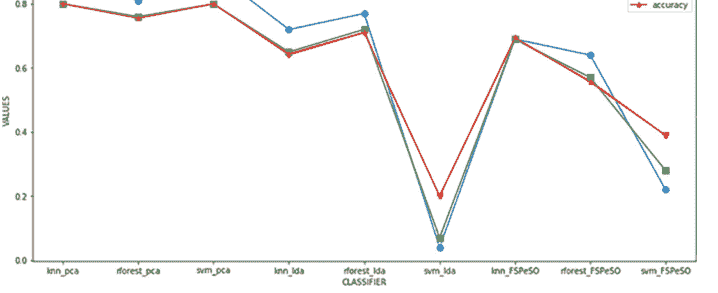 0.8
accuracy
0.6
VALUES
0.4
0.2
0.0
knn_pca rforest_pca svm_pca knn_lda rforest_lda svm_lda knn_FSPeSO rforest_FSPeSO svm_FSPeSO
CLASSIFIER